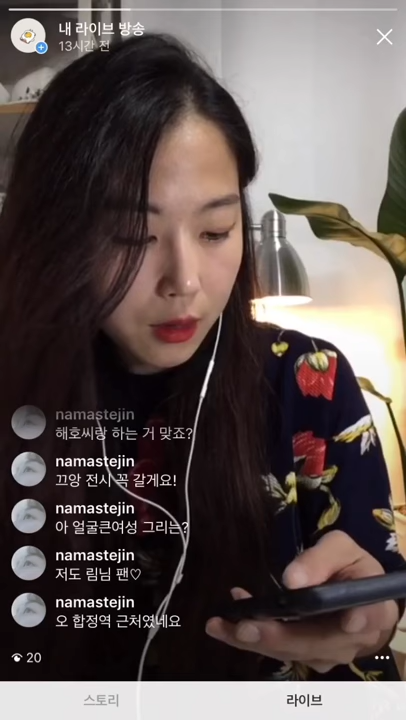 내 라이브 방송
13시간 전
namastejin
해호씨랑 하는 거 맞죠?
namastejin
끄앙 전시 꼭 갈게요!
namastejin
아 얼굴큰여성 그리는?
namastejin
저도 림님 팬♡
namastejin
오 합정역 근처였네요
20
스토리
라이브